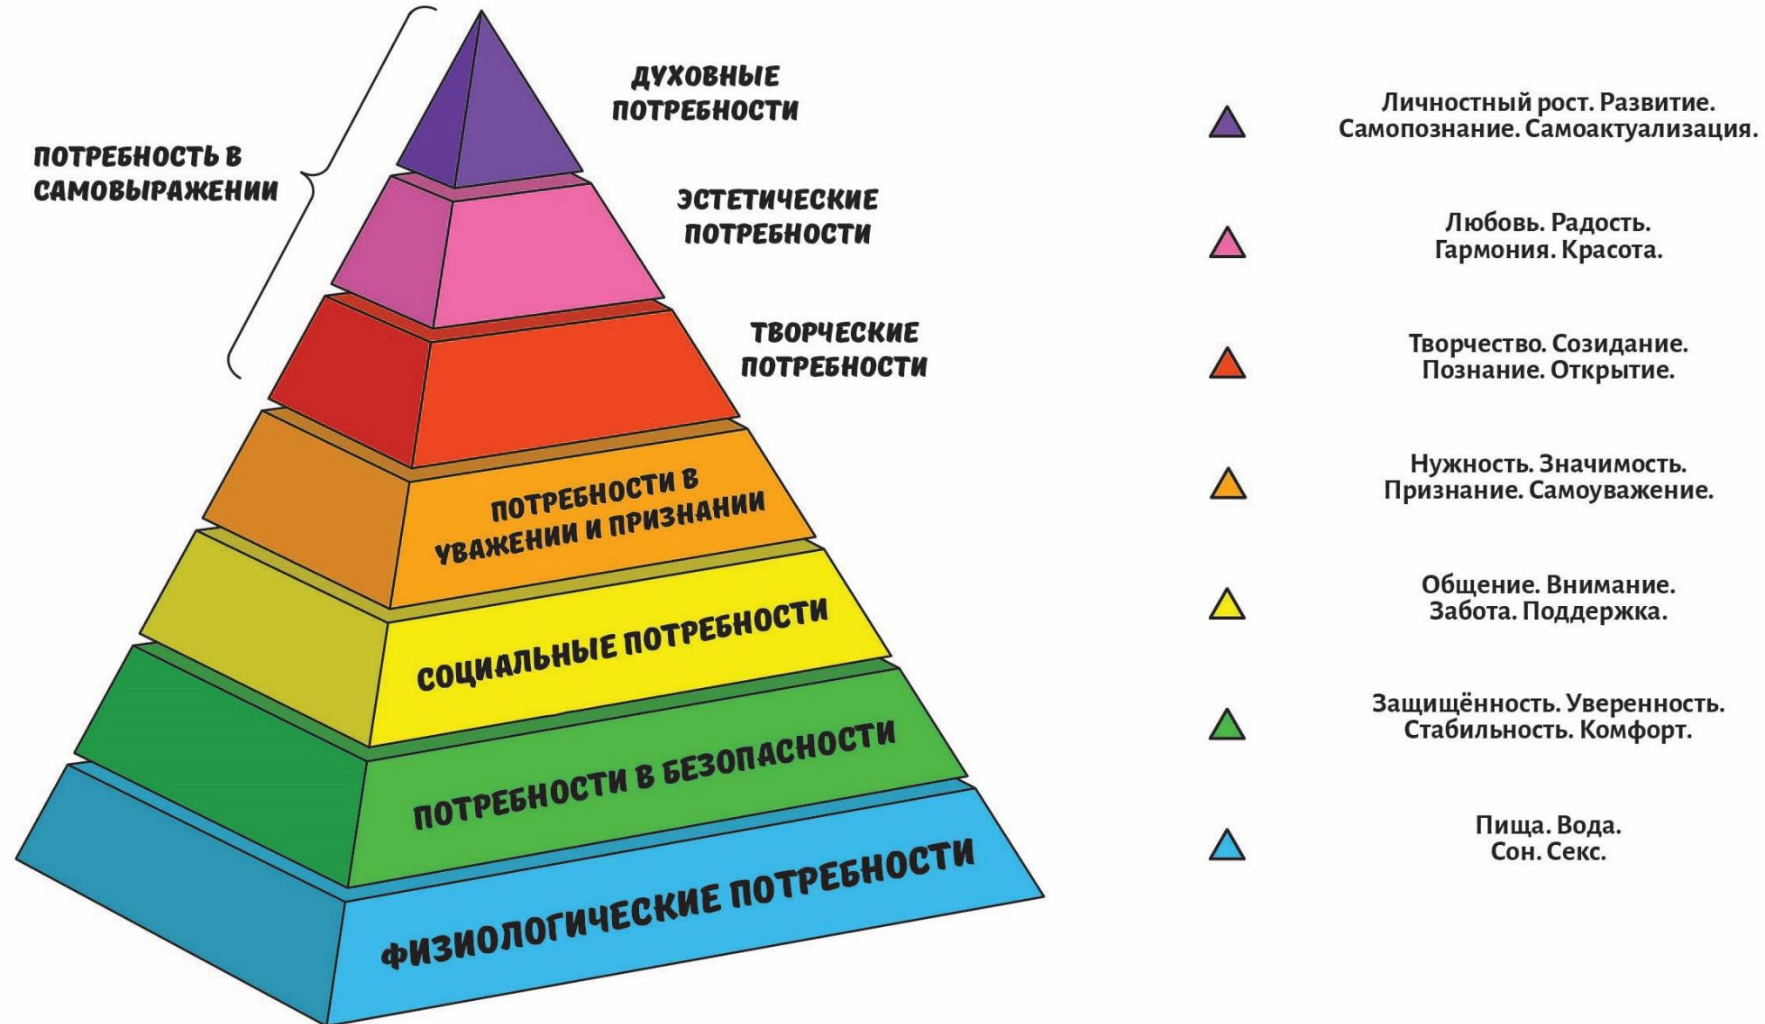 ДУХОВНЫЕ
ПОТРЕБНОСТИ
ПОТРЕБНОСТЬ В
САМОВЫРАЖЕНИИ
ЭСТЕТИЧЕСКИЕ
ПОТРЕБНОСТИ
ТВОРЧЕСКИЕ
ПОТРЕБНОСТИ
ПОТРЕБНОСТИ В
УВАЖЕНИИ И ПРИЗНАНИИ
СОЦИАЛЬНЫЕ ПОТРЕБНОСТИ
ПОТРЕБНОСТИ В БЕЗОПАСНОСТИ
ФИЗИОЛОГИЧЕСКИЕ ПОТРЕБНОСТИ
Личностный рост. Развитие.
Самопознание. Самоактуализация.
Любовь. Радость.
Гармония. Красота.
Творчество. Созидание.
Познание. Открытие.
Нужность. Значимость.
Признание. Самоуважение.
Общение. Внимание.
Забота. Поддержка.
Защищённость. Уверенность.
Стабильность. Комфорт.
Пища. Вода.
Сон. Секс.